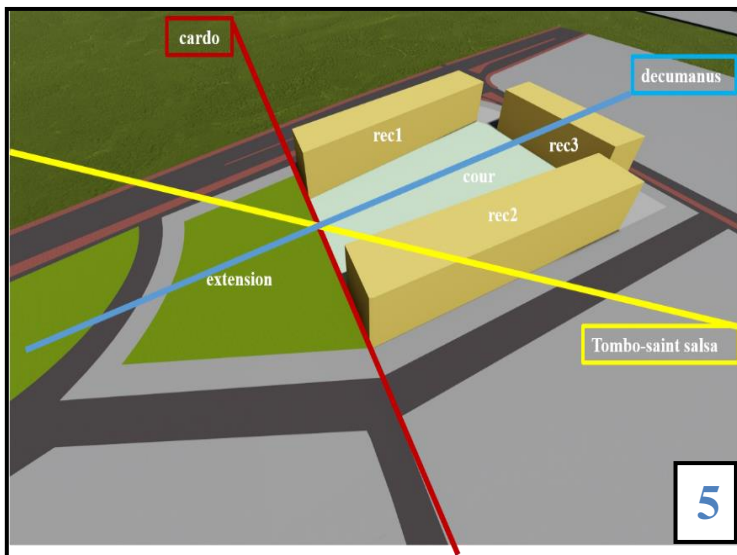 cardo
decumanus
rec1
rec3
cour
rec2
extension
Tombo-saint salsa
5